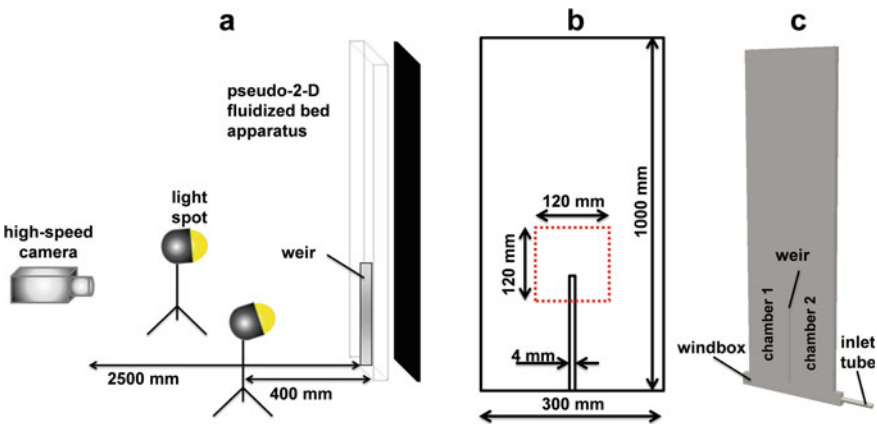 a
pseudo-2-D
fluidized bed
apparatus
light
spot
high-speed
camera
weir
2500 mm
400 mm
b
120 mm
120 mm
1000 mm
4 mm
300 mm
c
weir
chamber 1
chamber 2
windbox
inlet
tube